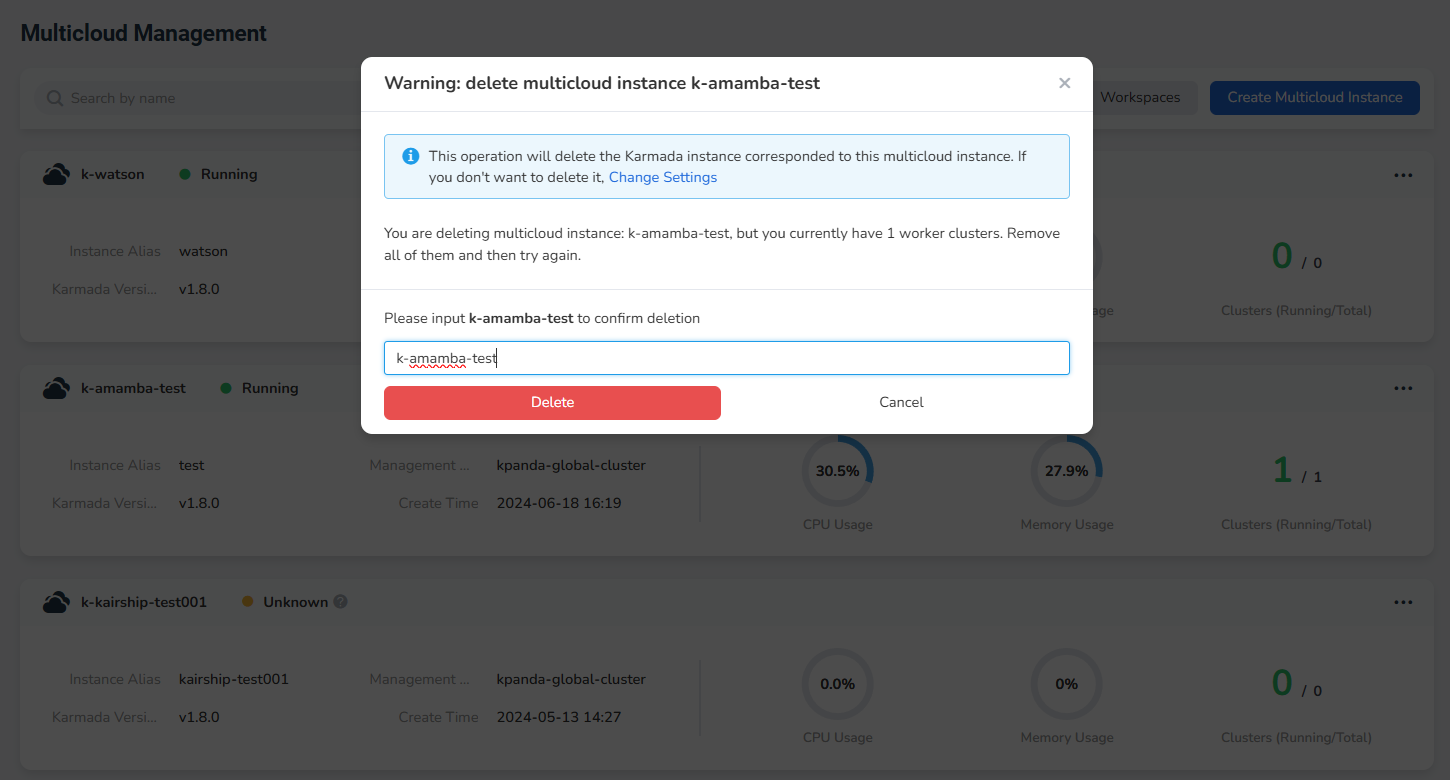 Multicloud Management
Warning: delete multicloud instance k-amamba-test
Search by name
Workspaces
Create Multicloud Instance
This operation will delete the Karmada instance corresponded to this multicloud instance. If
you don't want to delete it, Change Settings
k-watson
Running
You are deleting multicloud instance: k-amamba-test, but you currently have 1 worker clusters. Remove
all of them and then try again.
Instance Alias watson
0 / 0
Karmada Versi... v1.8.0
age
Clusters (Running/Total)
Please input k-amamba-test to confirm deletion
k-amamba-test
Delete
Cancel
k-amamba-test
Running
Instance Alias test
Management ... kpanda-global-cluster
30.5%
27.9%
1 / 1
Karmada Versi... v1.8.0
Create Time 2024-06-18 16:19
CPU Usage
Memory Usage
Clusters (Running/Total)
k-kairship-test001
Unknown ?
Instance Alias kairship-test001
Management ... kpanda-global-cluster
0.0%
0%
0 / 0
Karmada Versi... v1.8.0
Create Time 2024-05-13 14:27
CPU Usage
Memory Usage
Clusters (Running/Total)